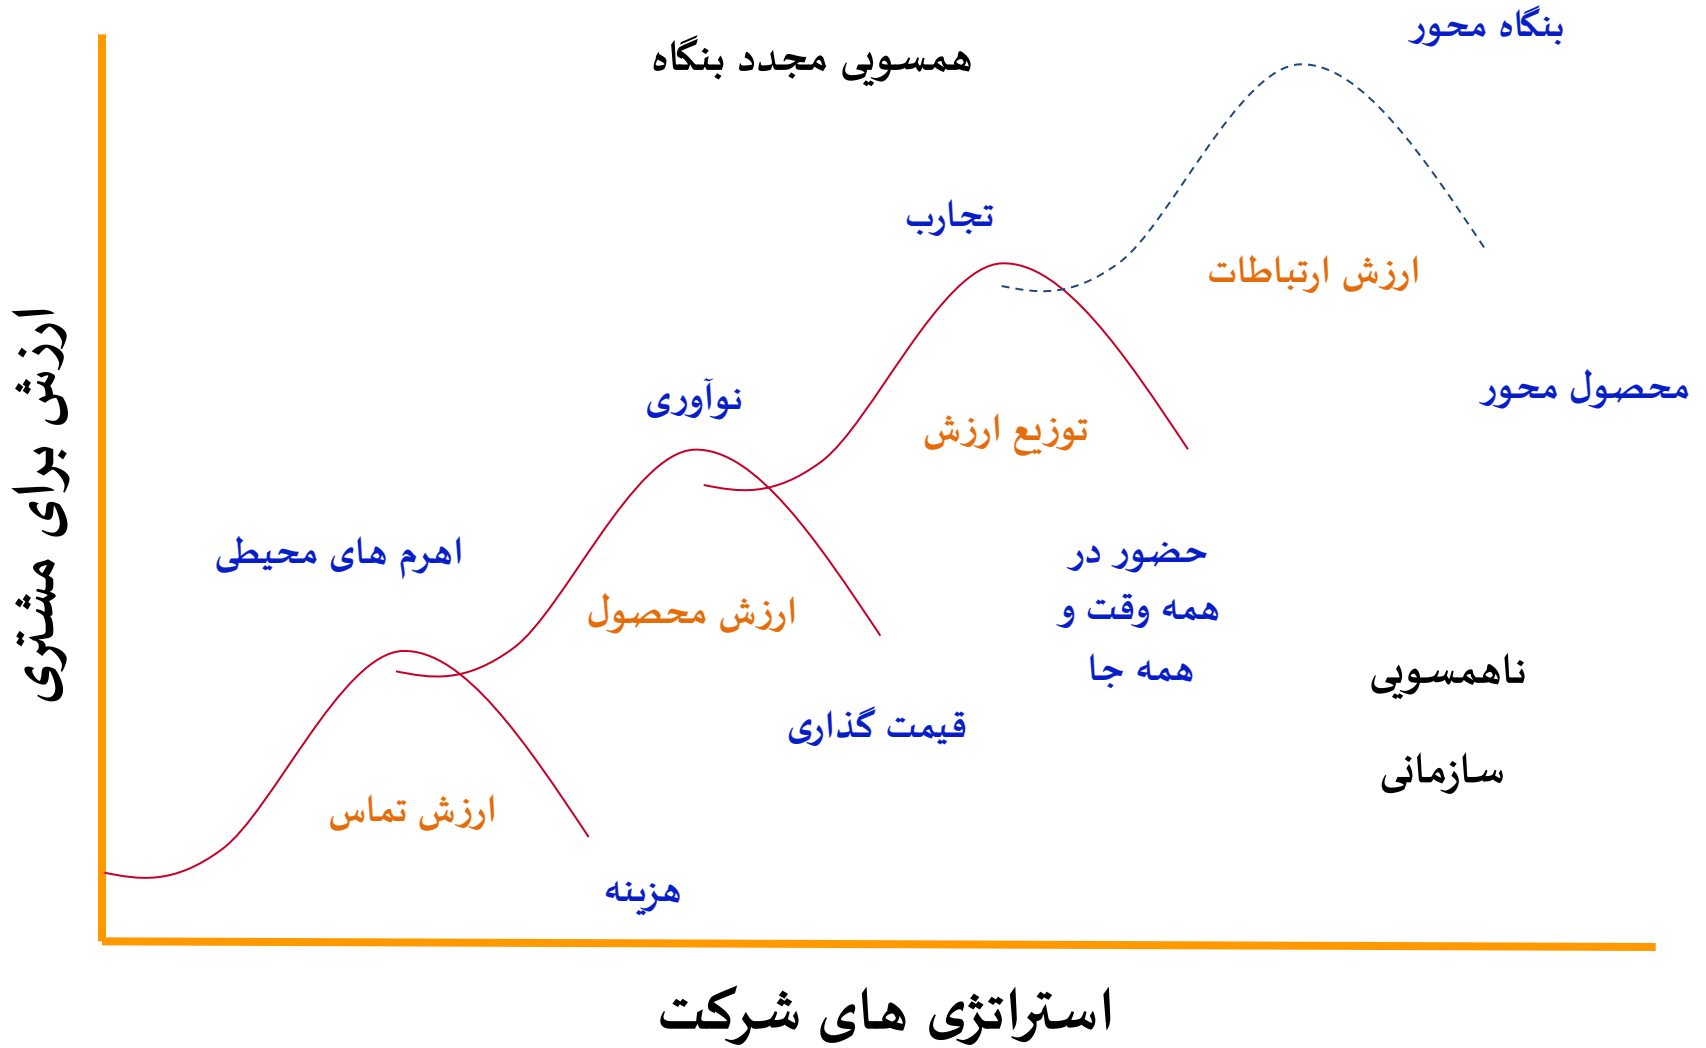 بنگاه محور
همسویی مجدد بنگاه
تجارب
ارزش ارتباطات
محصول محور
نوآوری
توزیع ارزش
اهرم های محیطی
حضور در
همه وقت و
همه جا
ارزش محصول
ناهمسویی
سازمانی
قیمت گذاری
ارزش تماس
هزینه
ارزش برای مشتری
استراتژی های شرکت